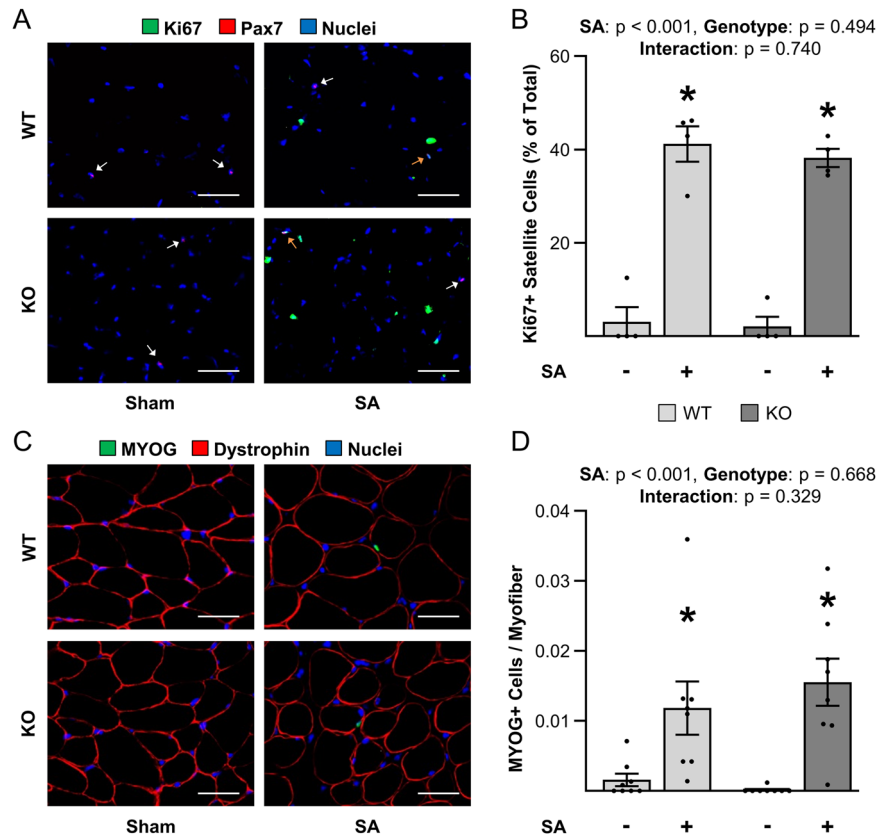 A
Ki67 Pax7 Nuclei
WT
KO
Sham SA
B
SA: p < 0.001, Genotype: p = 0.494
Interaction: p = 0.740
Ki67+ Satellite Cells (% of Total)
60
40
20
*
*
SA - + - +
WT KO
C
MYOG Dystrophin Nuclei
WT
KO
Sham SA
D
SA: p < 0.001, Genotype: p = 0.668
Interaction: p = 0.329
MYOG+ Cells / Myofiber
0.04
0.03
0.02
0.01
*
*
SA - + - +